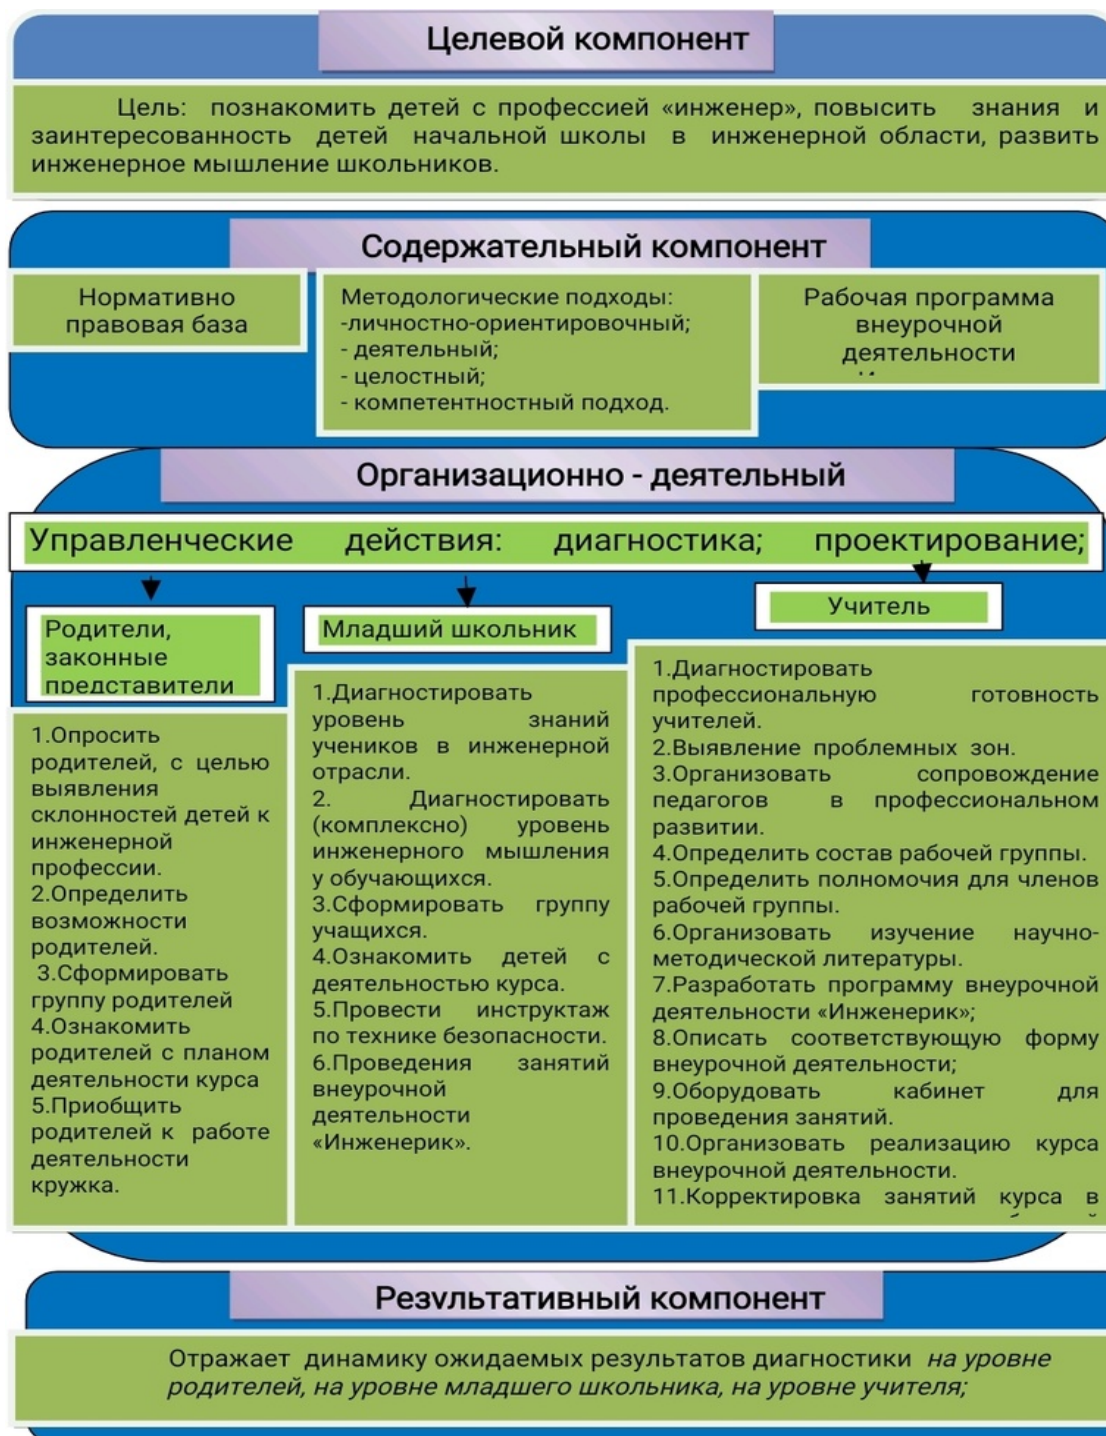 Целевой компонент
Цель: познакомить детей с профессией «инженер», повысить знания и
заинтересованность детей начальной школы в инженерной области, развить
инженерное мышление школьников.
Содержательный компонент
Нормативно
правовая база
Методологические подходы:
-личностно-ориентировочный;
- деятельный;
- целостный;
- компетентностный подход.
Рабочая программа
внеурочной
деятельности
Организационно - деятельный
Управленческие действия: диагностика; проектирование;
Родители,
законные
представители
1.Опросить
родителей, с целью
выявления
склонностей детей к
инженерной
профессии.
2.Определить
возможности
родителей.
3.Сформировать
группу родителей
4.Ознакомить
родителей с планом
деятельности курса
5.Приобщить
родителей к работе
деятельности
кружка.
Младший школьник
1.Диагностировать
уровень знаний
учеников в инженерной
отрасли.
2. Диагностировать
(комплексно) уровень
инженерного мышления
у обучающихся.
3.Сформировать группу
учащихся.
4.Ознакомить детей с
деятельностью курса.
5.Провести инструктаж
по технике безопасности.
6.Проведения занятий
внеурочной
деятельности
«Инженерик».
Учитель
1.Диагностировать
профессиональную готовность
учителей.
2.Выявление проблемных зон.
3.Организовать сопровождение
педагогов в профессиональном
развитии.
4.Определить состав рабочей группы.
5.Определить полномочия для членов
рабочей группы.
6.Организовать изучение научно-
методической литературы.
7.Разработать программу внеурочной
деятельности «Инженерик»;
8.Описать соответствующую форму
внеурочной деятельности;
9.Оборудовать кабинет для
проведения занятий.
10.Организовать реализацию курса
внеурочной деятельности.
11.Корректировка занятий курса в
Результативный компонент
Отражает динамику ожидаемых результатов диагностики на уровне
родителей, на уровне младшего школьника, на уровне учителя;